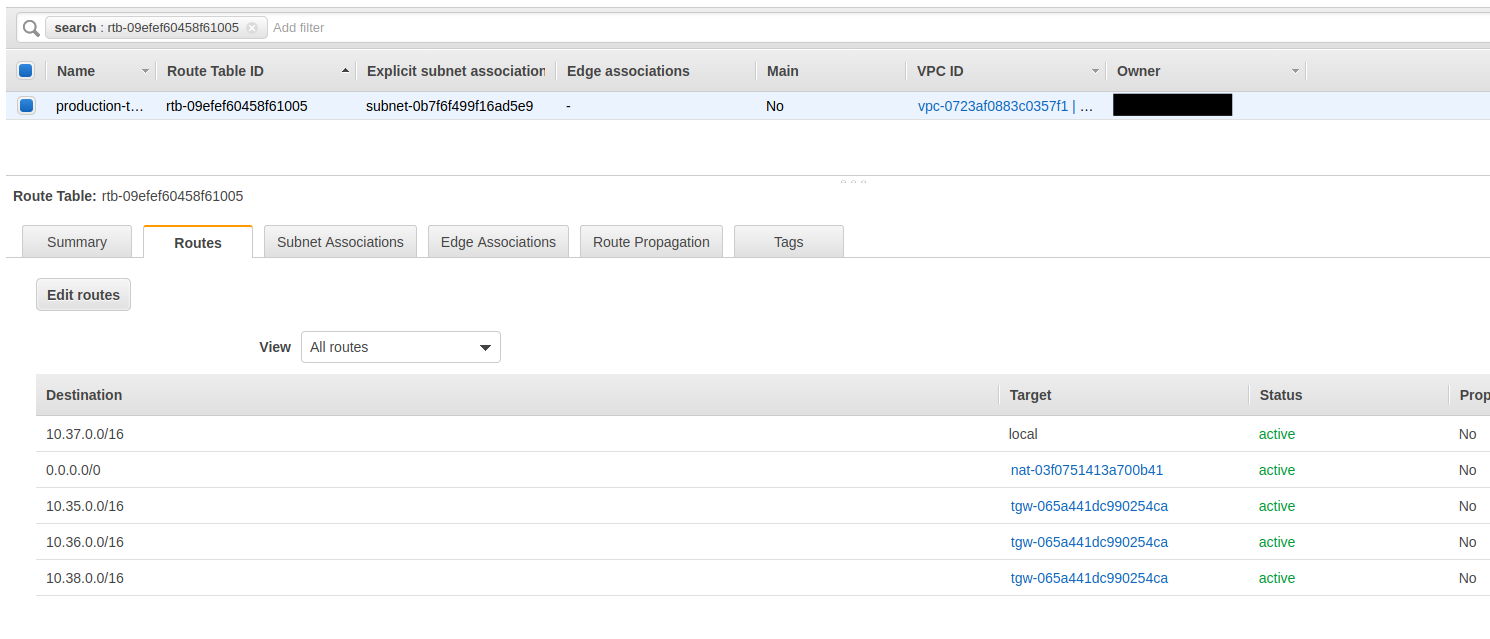 search : rtb-09efef60458f61005 Add filter
Name Route Table ID Explicit subnet association Edge associations Main VPC ID Owner
production-t… rtb-09efef60458f61005 subnet-0b7f6f499f16ad5e9 - No vpc-0723af0883c0357f1 | …
Route Table: rtb-09efef60458f61005
Summary Routes Subnet Associations Edge Associations Route Propagation Tags
Edit routes
View All routes
Destination Target Status Prop
10.37.0.0/16 local active No
0.0.0.0/0 nat-03f0751413a700b41 active No
10.35.0.0/16 tgw-065a441dc990254ca active No
10.36.0.0/16 tgw-065a441dc990254ca active No
10.38.0.0/16 tgw-065a441dc990254ca active No